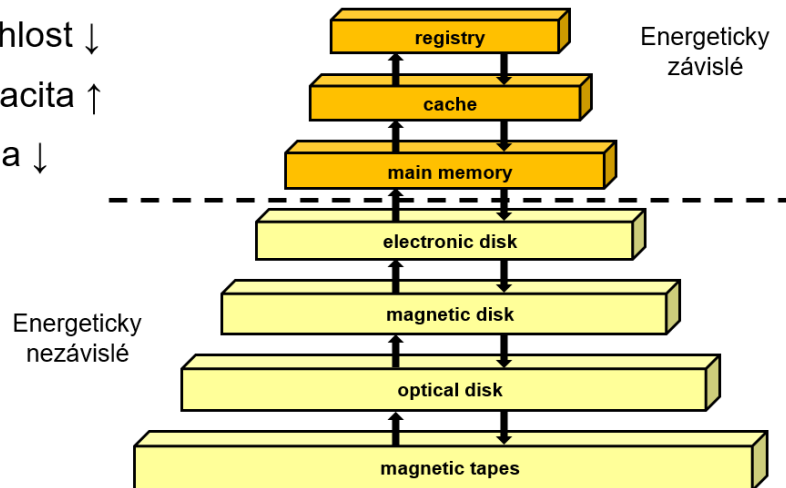 hlost ↓
acita ↑
a ↓
Energeticky
závislé
registry
cache
main memory
electronic disk
magnetic disk
Energeticky
nezávislé
optical disk
magnetic tapes